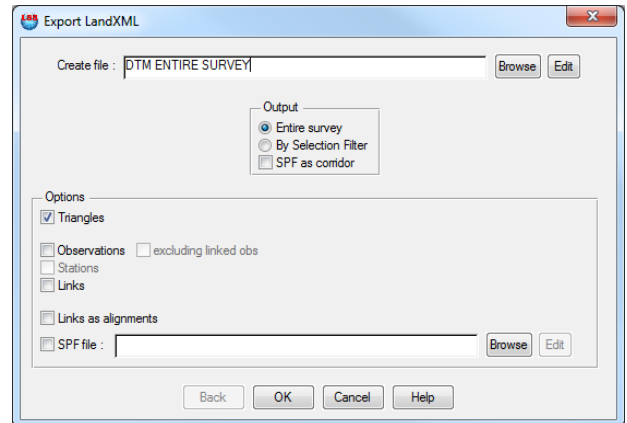 LSS Export LandXML
Create file : DTM ENTIRE SURVEY Browse Edit
Output
Entire survey
By Selection Filter
SPF as corridor
Options
Triangles
Observations excluding linked obs
Stations
Links
Links as alignments
SPF file : Browse Edit
Back OK Cancel Help